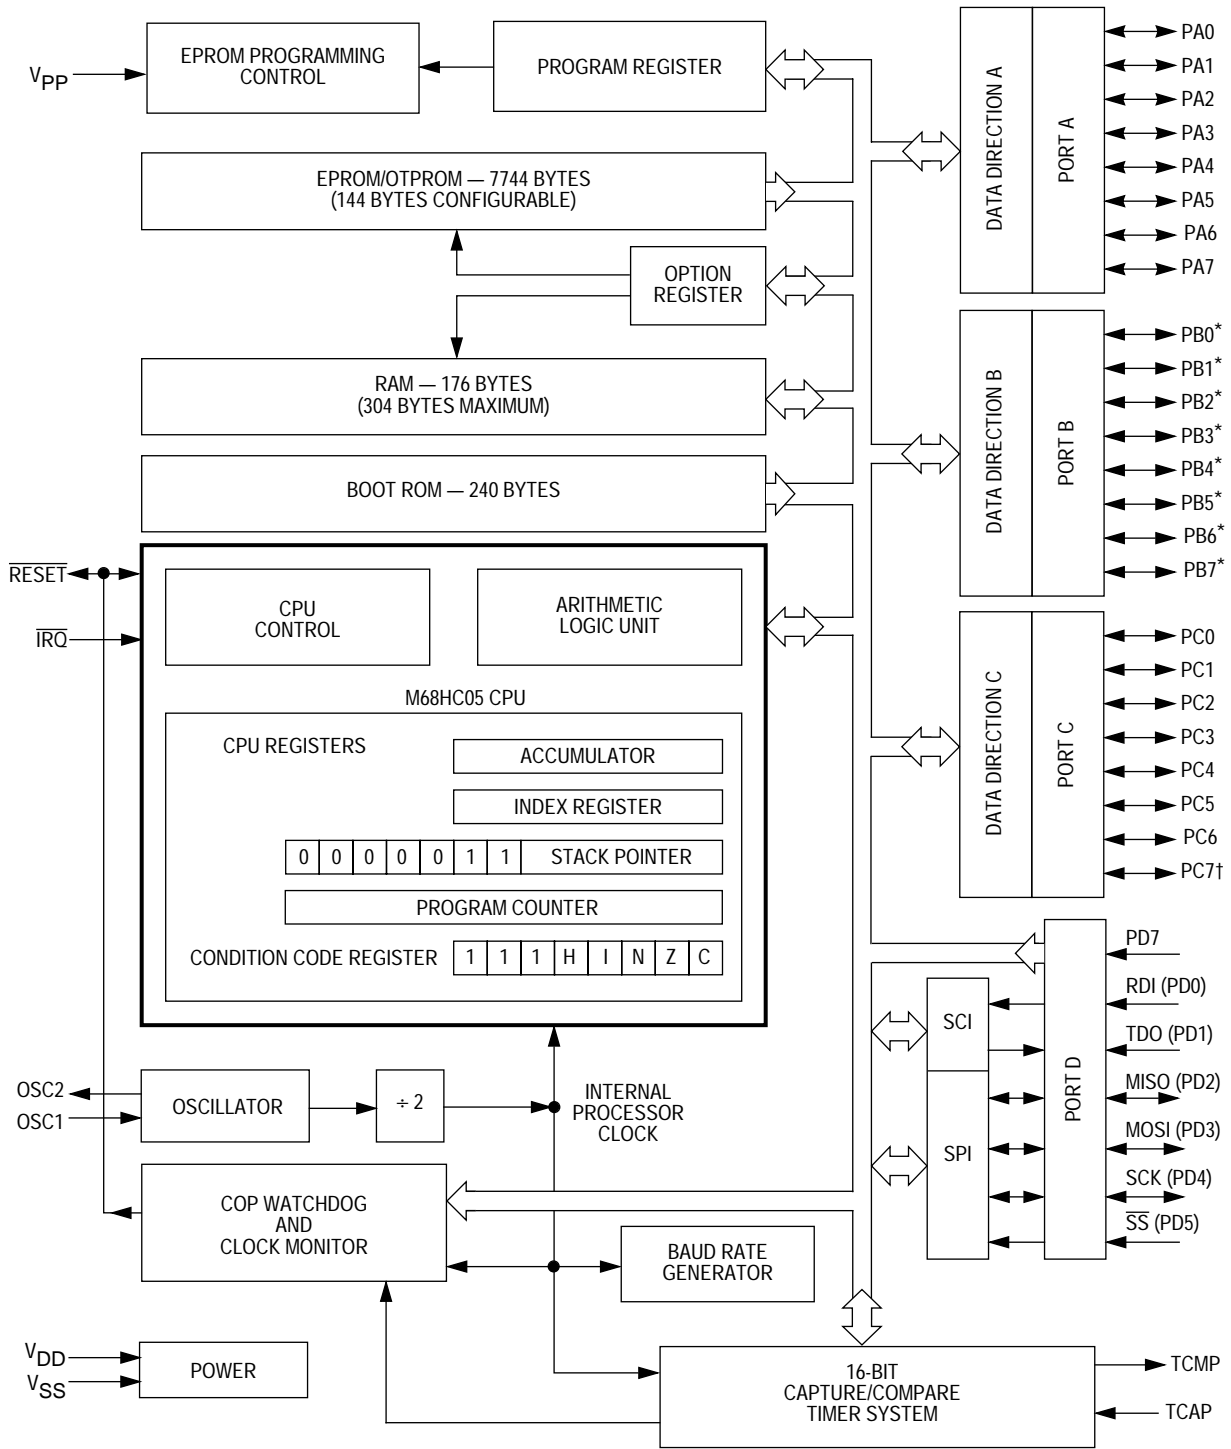 EPROM PROGRAMMING
CONTROL
PROGRAM REGISTER
VPP
EPROM/OTPROM — 7744 BYTES
(144 BYTES CONFIGURABLE)
OPTION
REGISTER
RAM — 176 BYTES
(304 BYTES MAXIMUM)
BOOT ROM — 240 BYTES
RESET
IRQ
CPU
CONTROL
ARITHMETIC
LOGIC UNIT
M68HC05 CPU
CPU REGISTERS
ACCUMULATOR
INDEX REGISTER
0 0 0 0 0 1 1 STACK POINTER
PROGRAM COUNTER
CONDITION CODE REGISTER 1 1 1 H I N Z C
OSC2
OSC1
OSCILLATOR
÷ 2
INTERNAL
PROCESSOR
CLOCK
COP WATCHDOG
AND
CLOCK MONITOR
BAUD RATE
GENERATOR
VDD
VSS
POWER
16-BIT
CAPTURE/COMPARE
TIMER SYSTEM
TCMP
TCAP
DATA DIRECTION A
PORT A
PA0
PA1
PA2
PA3
PA4
PA5
PA6
PA7
DATA DIRECTION B
PORT B
PB0*
PB1*
PB2*
PB3*
PB4*
PB5*
PB6*
PB7*
DATA DIRECTION C
PORT C
PC0
PC1
PC2
PC3
PC4
PC5
PC6
PC7†
SCI
SPI
PORT D
PD7
RDI (PD0)
TDO (PD1)
MISO (PD2)
MOSI (PD3)
SCK (PD4)
SS (PD5)